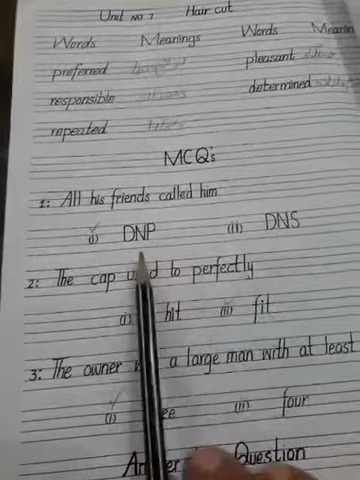 Unit No 7 Hair cut
Words Meanings Words Meanin
preferred pleasant
responsible determined
repeated
MCQ's
1: All his friends called him
(i) DNP (ii) DNS
2: The cap to perfectly
(i) hit (ii) fit
3: The owner a large man with at least
(i) (ii) four
Question